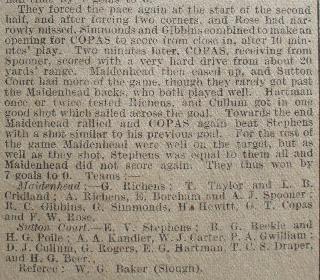 They forced the pace again at the start of the second
half, and after forcing two corners, and Rose had nar-
rowly missed, Simmonds and Gibbins combined to make an
opening for COPAS to score from close in, after 10 min-
utes' play. Two minutes later, COPAS, receiving from
Spooner, scored with a very hard drive from about 20
yards' range. Maidenhead then eased up, and Sutton
Court had more of the game, though they rarely got past
the Maidenhead backs, who both played well. Hartman
once or twice tested Richens, and Cullum got in one
good shot which sailed across the goal. Towards the end
Maidenhead rallied and COPAS again beat Stephens
with a shot similar to his previous goal. For the rest of
the game Maidenhead were well on the target, but as
well as they shot, Stephens was equal to them all and
Maidenhead did not score again. They thus won by
7 goals to 0. Teams :—
Maidenhead :—G. Richens; T. Taylor and L. B.
Cridland; A. Richens, E. Boreham and A. J. Spooner;
R. C. Gibbins, G. Simmonds, H. Hewitt, G. T. Copas
and F. W. Rose.
Sutton Court.—E. V. Stephens; B. G. Beekie and
H. G. Poile; A. A. Kandler, W. J. Carter, P. A. Gwilliam;
D. J. Cullum, G. Rogers, E. G. Hartman, T. C. S. Draper,
and H. G. Beer.
Referee: W. G. Baker (Slough).